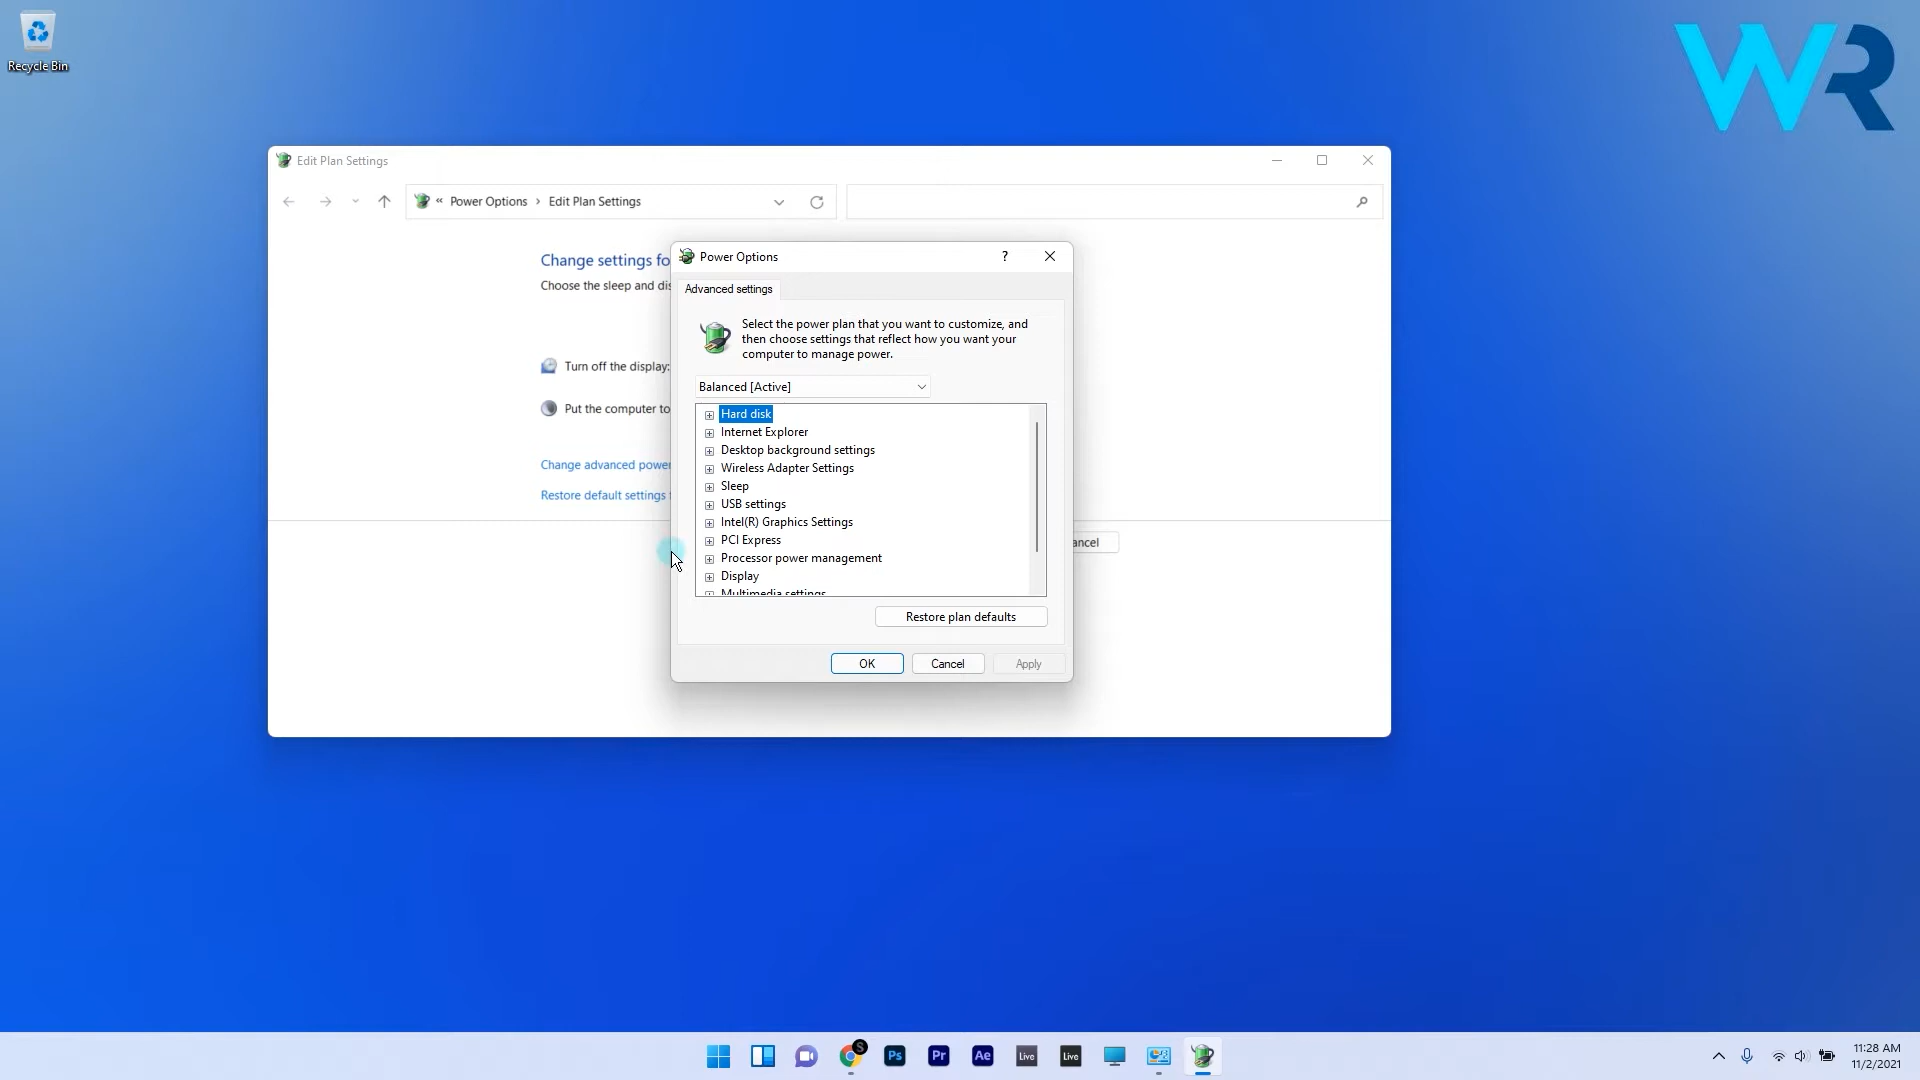 Recycle Bin
WR
Edit Plan Settings
« Power Options › Edit Plan Settings
Change settings fo
Choose the sleep and dis
Turn off the display:
Put the computer to
Change advanced power
Restore default settings
ancel
Power Options
?
Advanced settings
Select the power plan that you want to customize, and
then choose settings that reflect how you want your
computer to manage power.
Balanced [Active]
Hard disk
Internet Explorer
Desktop background settings
Wireless Adapter Settings
Sleep
USB settings
Intel(R) Graphics Settings
PCI Express
Processor power management
Display
Multimedia settings
Restore plan defaults
OK
Cancel
Apply
S
Ps
Pr
Ae
Live
Live
11:28 AM
11/2/2021